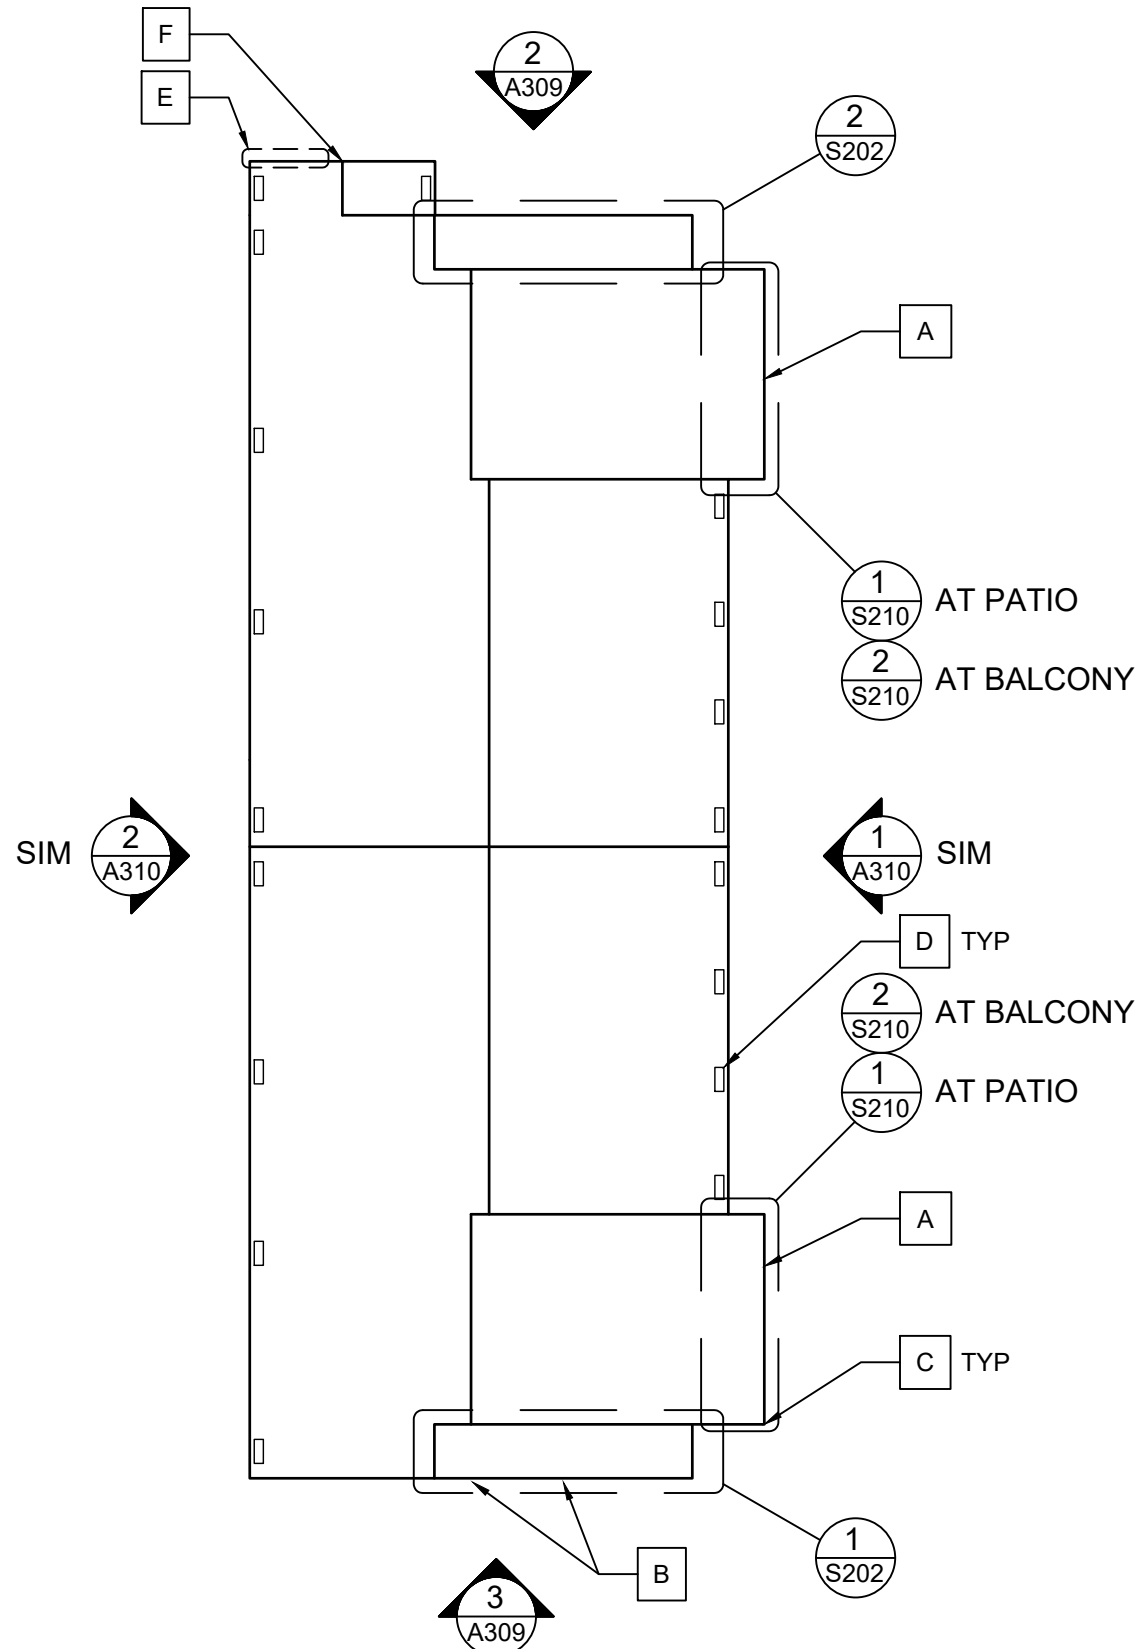 F
2
A309
E
2
S202
A
1
S210
AT PATIO
2
S210
AT BALCONY
SIM
2
A310
1
A310
SIM
D TYP
2
S210
AT BALCONY
1
S210
AT PATIO
A
C TYP
1
S202
B
3
A309